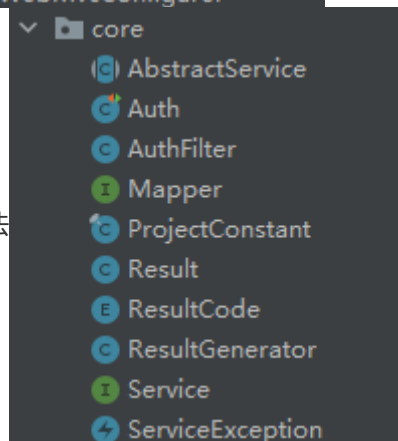 core
AbstractService
Auth
AuthFilter
Mapper
ProjectConstant
Result
ResultCode
ResultGenerator
Service
ServiceException